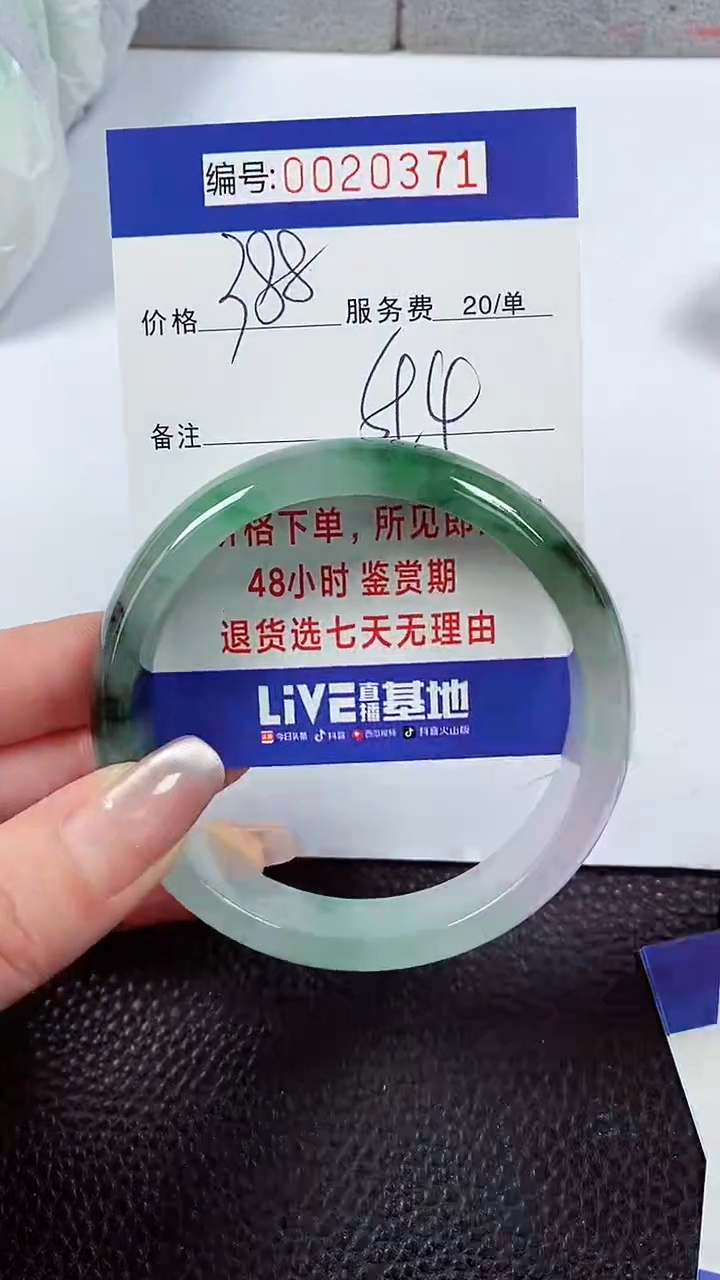 编号:0020371
价格 388 服务费 20/单
备注
价格下单，所见即
48小时 鉴赏期
退货选七天无理由
LiVE直播基地
今日头条 抖音 西瓜视频 抖音火山版